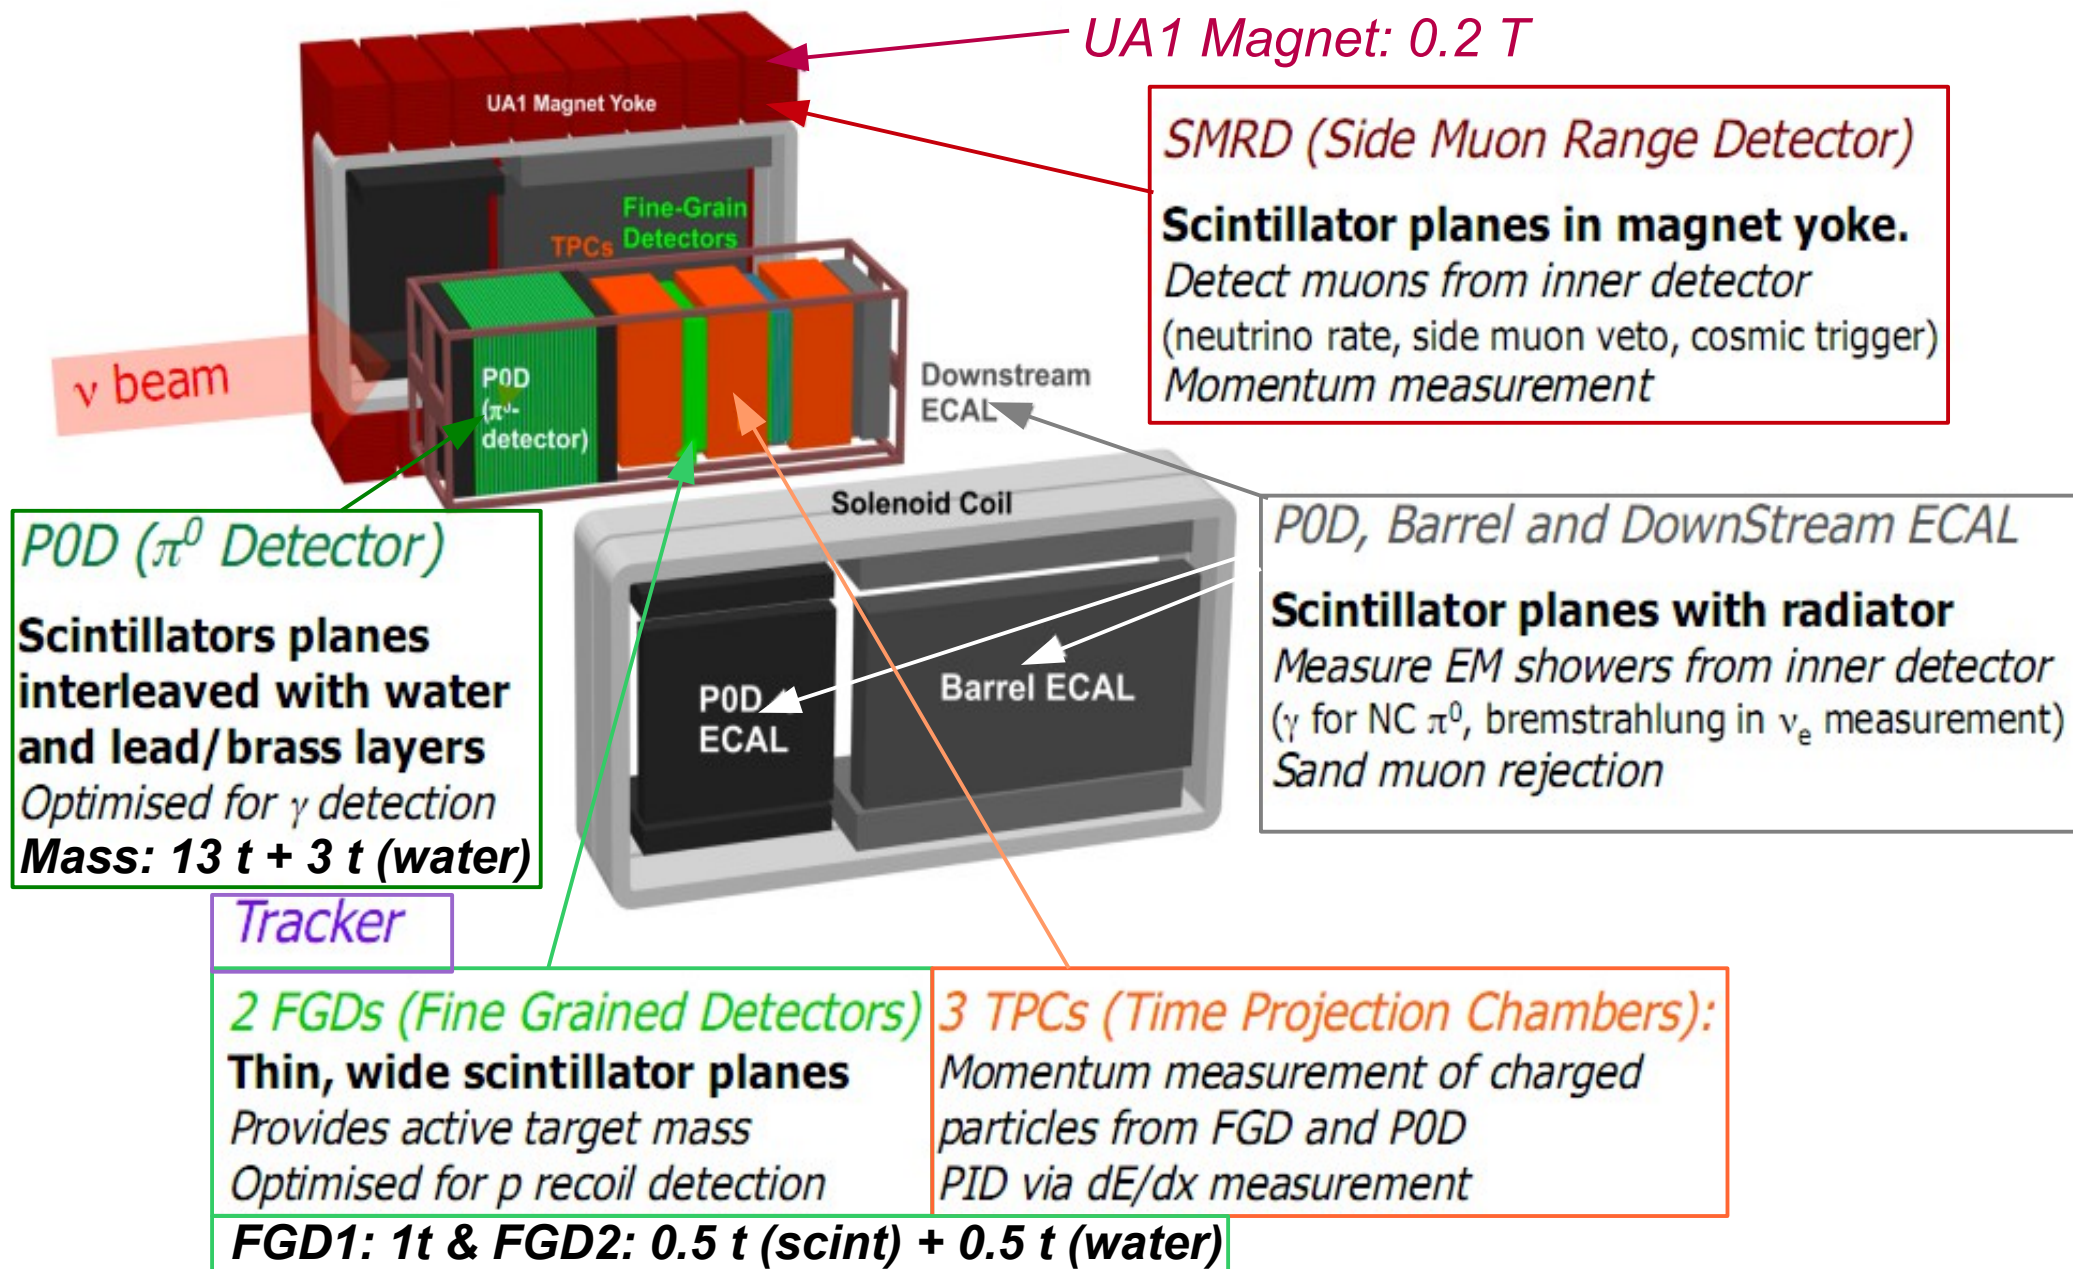 UA1 Magnet: 0.2 T
UA1 Magnet Yoke
SMRD (Side Muon Range Detector)
Scintillator planes in magnet yoke.
Detect muons from inner detector
(neutrino rate, side muon veto, cosmic trigger)
Momentum measurement
Fine-Grain
Detectors
TPCs
ν beam
P0D
(π⁰-
detector)
Downstream
ECAL
Solenoid Coil
P0D
ECAL
Barrel ECAL
P0D (π⁰ Detector)
Scintillators planes
interleaved with water
and lead/brass layers
Optimised for γ detection
Mass: 13 t + 3 t (water)
P0D, Barrel and DownStream ECAL
Scintillator planes with radiator
Measure EM showers from inner detector
(γ for NC π⁰, bremstrahlung in νₑ measurement)
Sand muon rejection
Tracker
2 FGDs (Fine Grained Detectors)
Thin, wide scintillator planes
Provides active target mass
Optimised for p recoil detection
FGD1: 1t & FGD2: 0.5 t (scint) + 0.5 t (water)
3 TPCs (Time Projection Chambers):
Momentum measurement of charged
particles from FGD and P0D
PID via dE/dx measurement